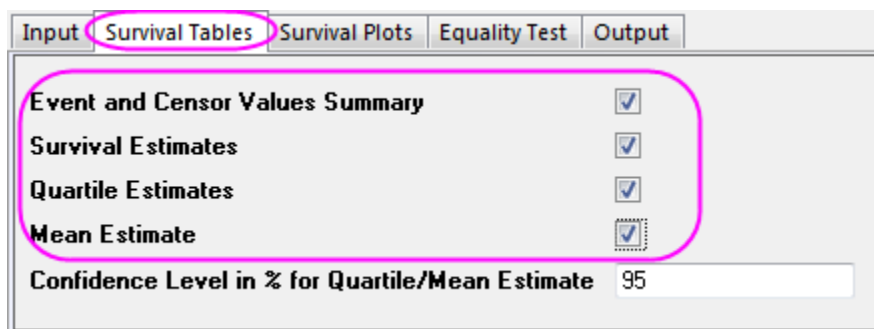 Input Survival Tables Survival Plots Equality Test Output
Event and Censor Values Summary
Survival Estimates
Quartile Estimates
Mean Estimate
Confidence Level in % for Quartile/Mean Estimate 95